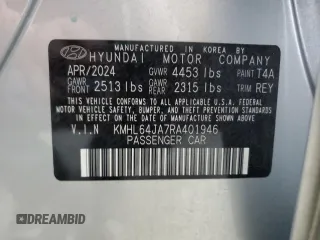 MANUFACTURED IN KOREA BY
HYUNDAI MOTOR COMPANY
APR/2024 GVWR 4453 lbs PAINT T4A
GAWR FRONT 2513 lbs GAWR REAR 2315 lbs TRIM REY
THIS VEHICLE CONFORMS TO ALL APPLICABLE FEDERAL
MOTOR VEHICLE SAFETY, BUMPER, AND THEFT PREVENTION
STANDARDS IN EFFECT ON THE DATE OF MANUFACTURE
SHOWN ABOVE.
V.I.N KMHL64JA7RA401946
PASSENGER CAR
DREAMBID